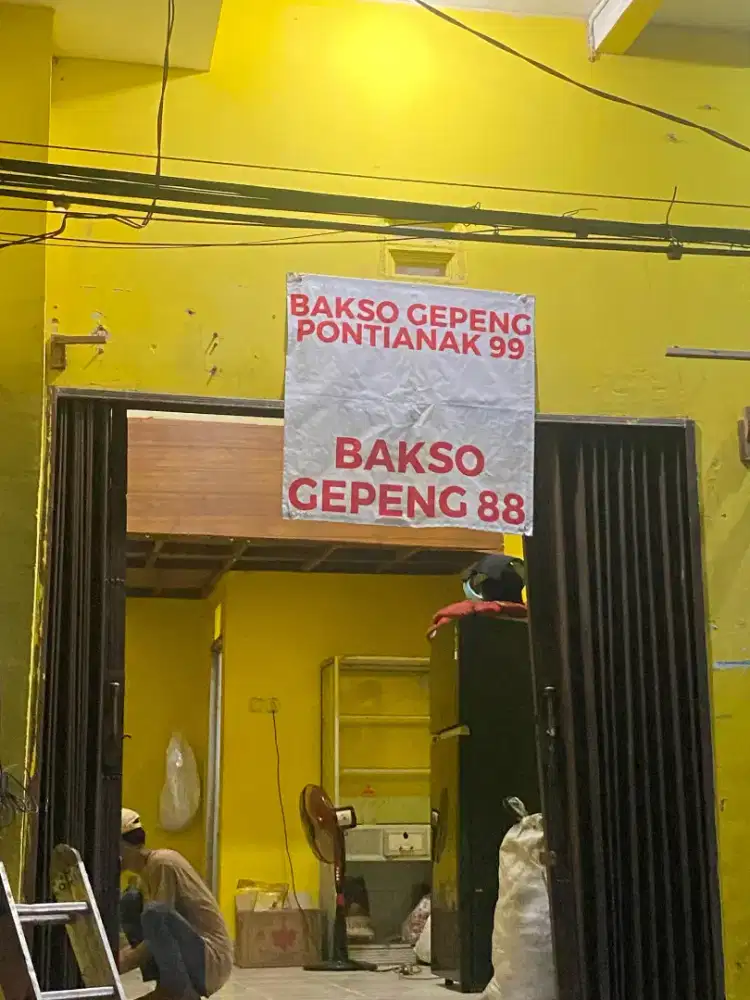 BAKSO GEPENG
PONTIANAK 99
BAKSO
GEPENG 88